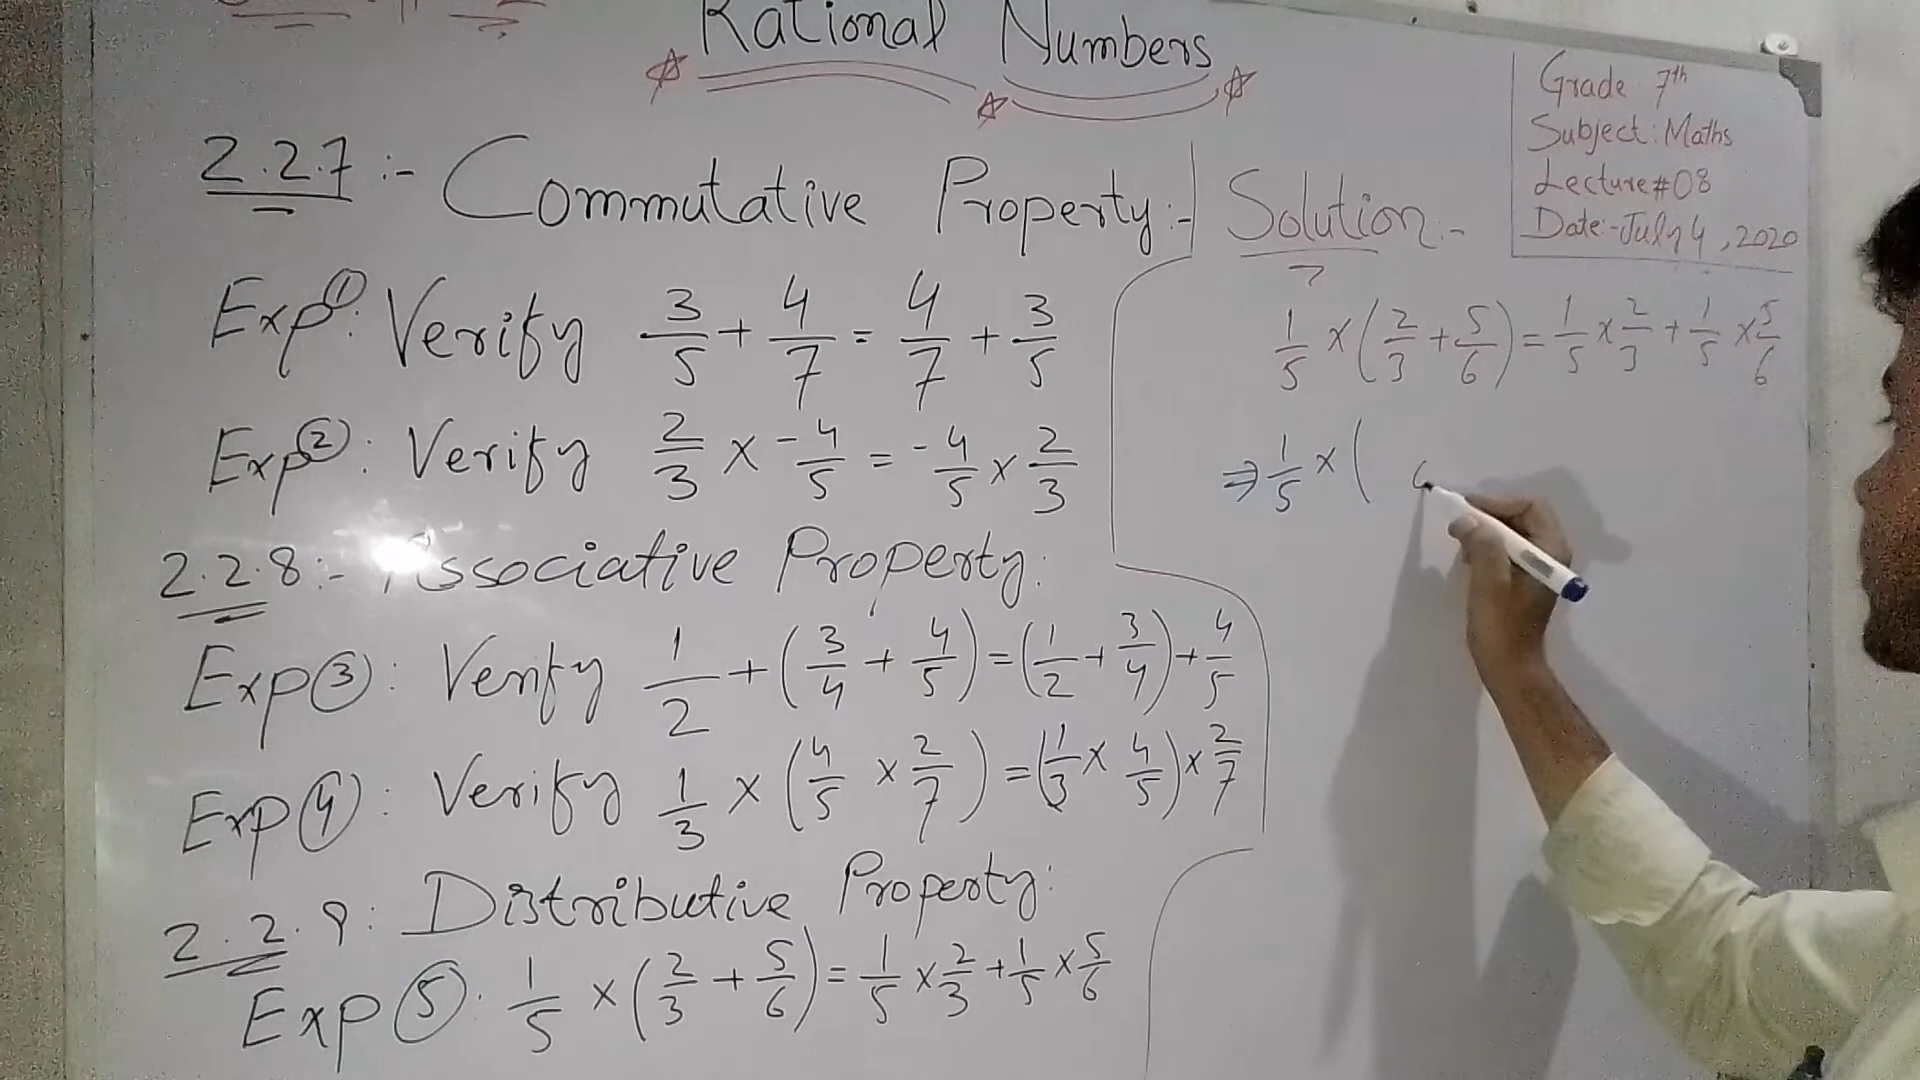 Rational Numbers
Grade 7th
Subject: Maths
Lecture#08
Date:-July 4, 2020
2.2.7:- Commutative Property:-
Exp①: Verify 3/5 + 4/7 = 4/7 + 3/5
Exp②: Verify 2/3 × -4/5 = -4/5 × 2/3
2.2.8:- Associative Property:
Exp③: Verify 1/2 + (3/4 + 4/5) = (1/2 + 3/4) + 4/5
Exp④: Verify 1/3 × (4/5 × 2/7) = (1/3 × 4/5) × 2/7
2.2.9: Distributive Property:
Exp⑤: 1/5 × (2/3 + 5/6) = 1/5 × 2/3 + 1/5 × 5/6
Solution:-
1/5 × (2/3 + 5/6) = 1/5 × 2/3 + 1/5 × 5/6
⇒ 1/5 × (